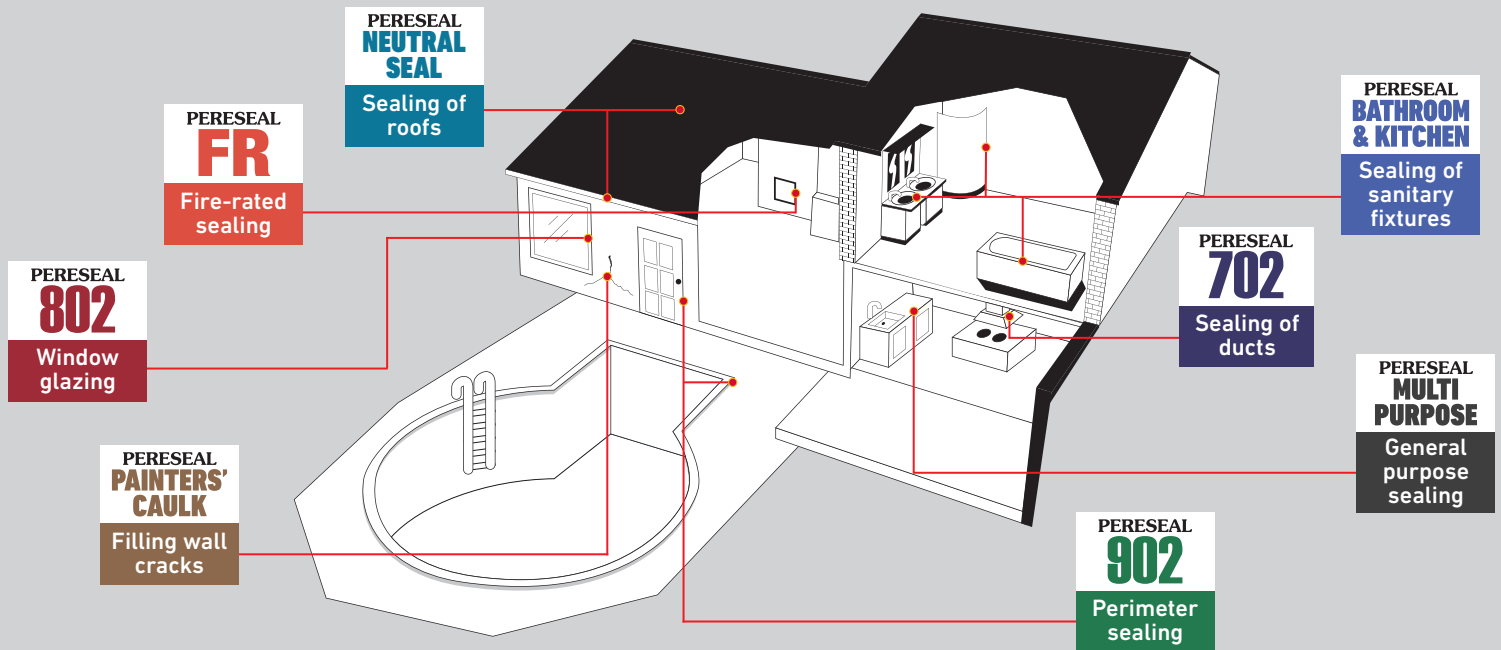 PERESEAL
NEUTRAL
SEAL
Sealing of
roofs
PERESEAL
FR
Fire-rated
sealing
PERESEAL
802
Window
glazing
PERESEAL
PAINTERS’
CAULK
Filling wall
cracks
PERESEAL
BATHROOM
& KITCHEN
Sealing of
sanitary
fixtures
PERESEAL
702
Sealing of
ducts
PERESEAL
MULTI
PURPOSE
General
purpose
sealing
PERESEAL
902
Perimeter
sealing